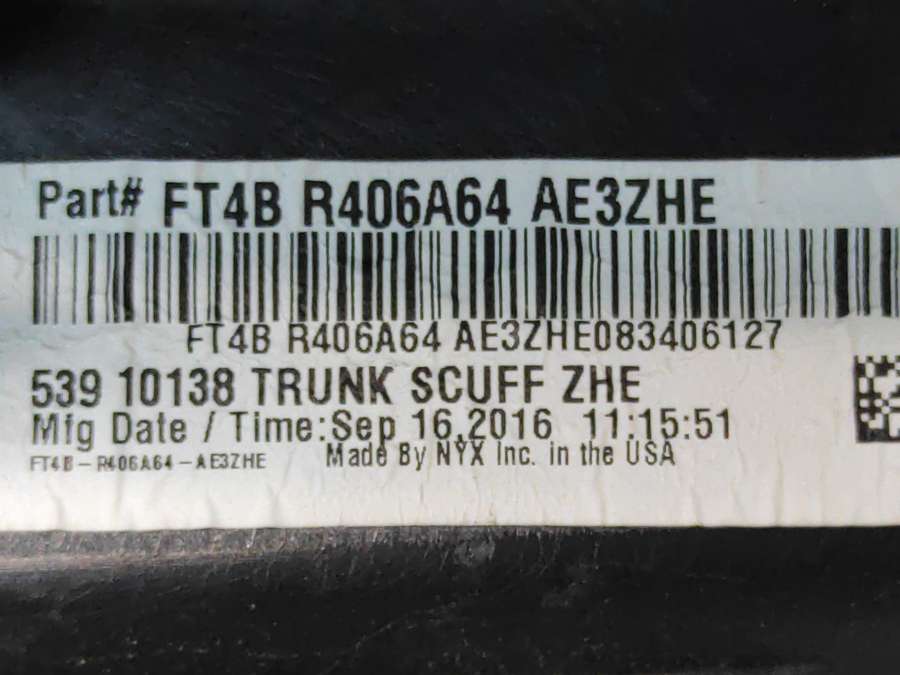 Part# FT4B R406A64 AE3ZHE
FT4B R406A64 AE3ZHE083406127
539 10138 TRUNK SCUFF ZHE
Mfg Date / Time:Sep 16,2016 11:15:51
FT4B-R406A64-AE3ZHE Made By NYX Inc. in the USA